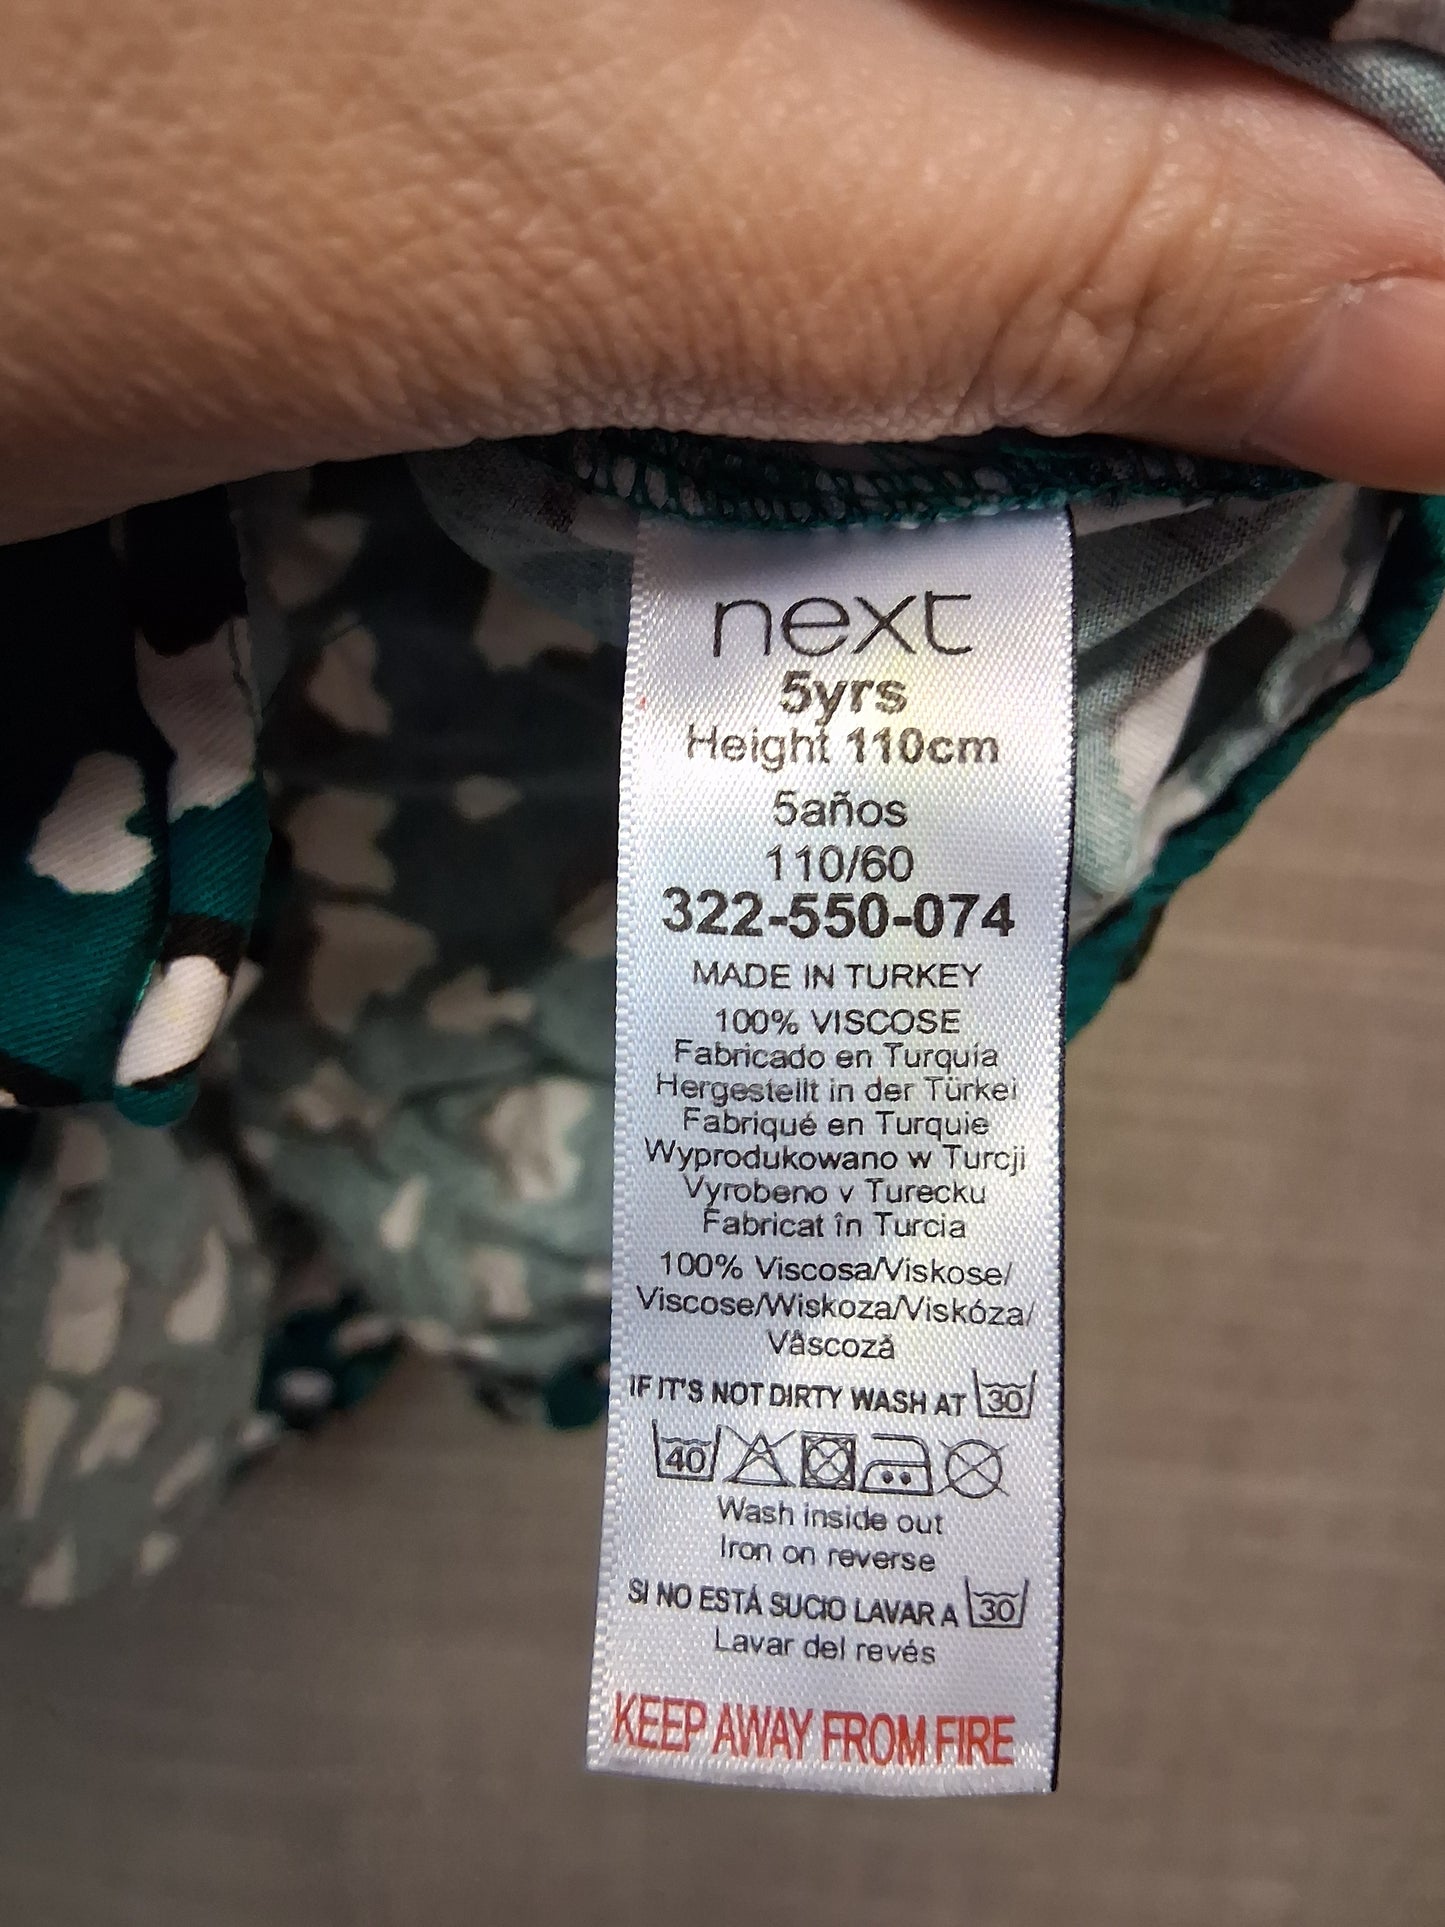 next
5yrs
Height 110cm
5años
110/60
322-550-074
MADE IN TURKEY
100% VISCOSE
Fabricado en Turquía
Hergestellt in der Türkei
Fabriqué en Turquie
Wyprodukowano w Turcji
Vyrobeno v Turecku
Fabricat în Turcia
100% Viscosa/Viskose/
Viscose/Wiskoza/Viskóza/
Vâscoză
IF IT'S NOT DIRTY WASH AT 30
40
Wash inside out
Iron on reverse
SI NO ESTÁ SUCIO LAVAR A 30
Lavar del revés
KEEP AWAY FROM FIRE